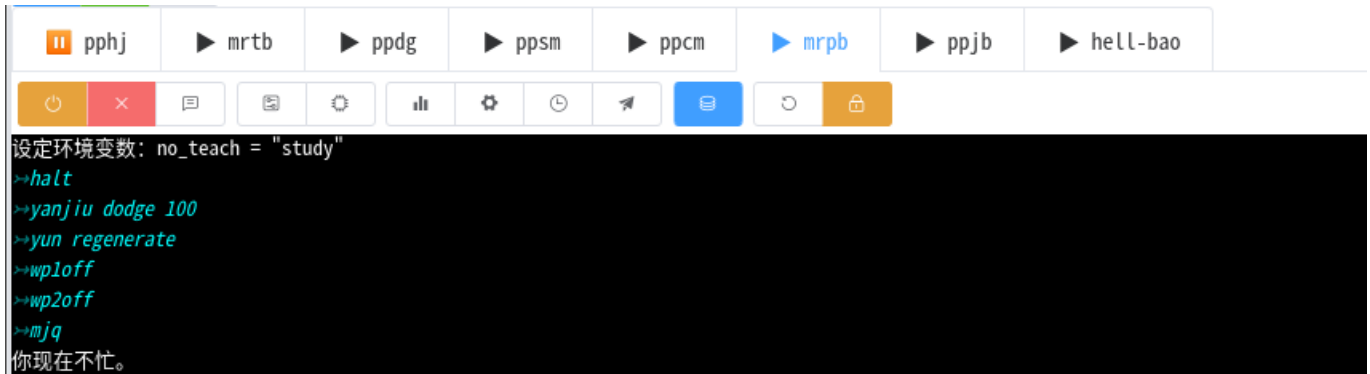 pphj mrtb ppdg ppsm ppcm mrpb ppjb hell-bao
设定环境变数：no_teach = "study"
↣halt
↣yanjiu dodge 100
↣yun regenerate
↣wp1off
↣wp2off
↣mjq
你现在不忙。